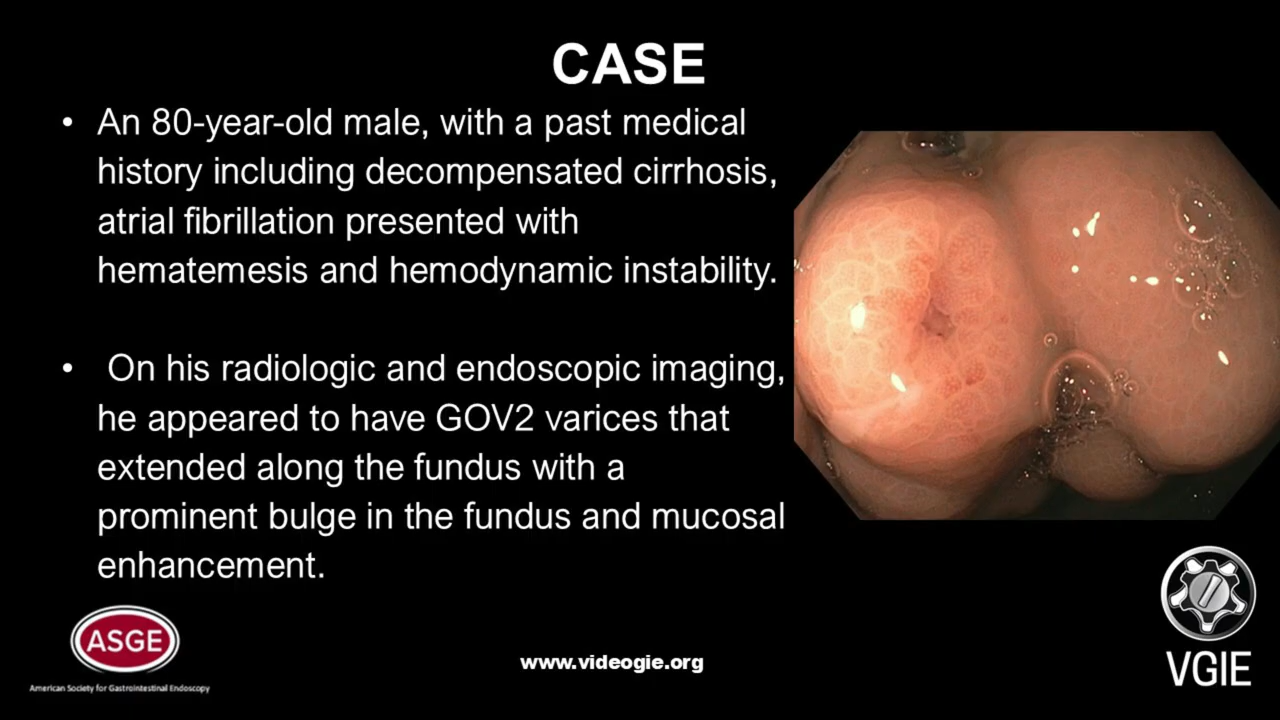 CASE
• An 80-year-old male, with a past medical
history including decompensated cirrhosis,
atrial fibrillation presented with
hematemesis and hemodynamic instability.
• On his radiologic and endoscopic imaging,
he appeared to have GOV2 varices that
extended along the fundus with a
prominent bulge in the fundus and mucosal
enhancement.
ASGE
American Society for Gastrointestinal Endoscopy
www.videogie.org
VGIE